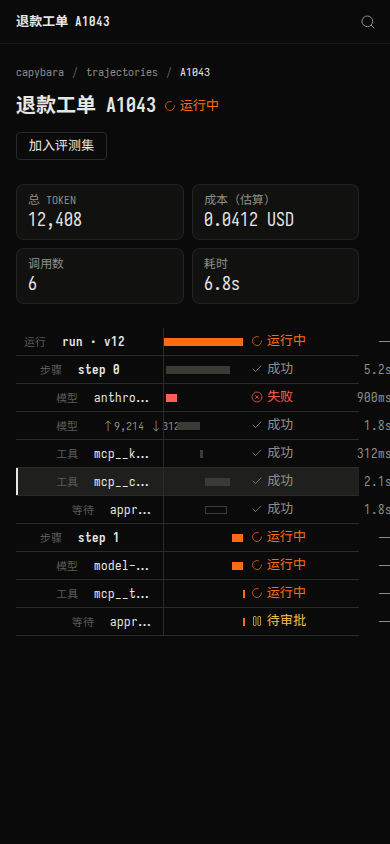 退款工单 A1043
capybara / trajectories / A1043
退款工单 A1043 运行中
加入评测集
总 TOKEN
12,408
成本（估算）
0.0412 USD
调用数
6
耗时
6.8s
运行 run · v12 运行中 —
步骤 step 0 成功 5.2s
模型 anthro… 失败 900ms
模型 ↑9,214 ↓312 成功 1.8s
工具 mcp__k… 成功 312ms
工具 mcp__c… 成功 2.1s
等待 appr… 成功 1.8s
步骤 step 1 运行中 —
模型 model-… 运行中 —
工具 mcp__t… 运行中 —
等待 appr… 待审批 —